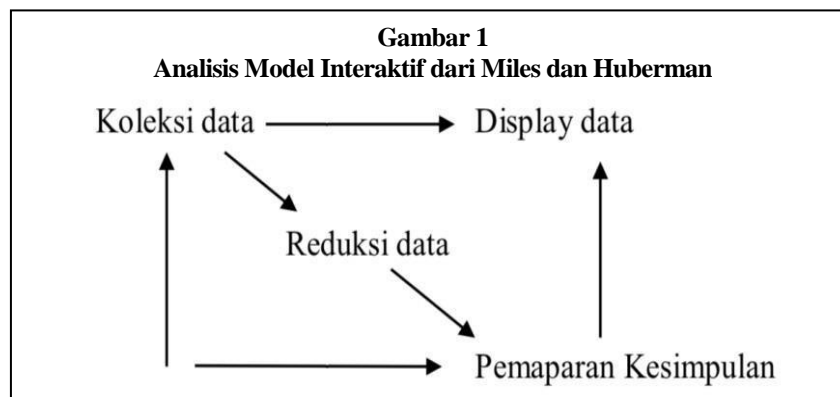 Gambar 1
Analisis Model Interaktif dari Miles dan Huberman
Koleksi data
Display data
Reduksi data
Pemaparan Kesimpulan